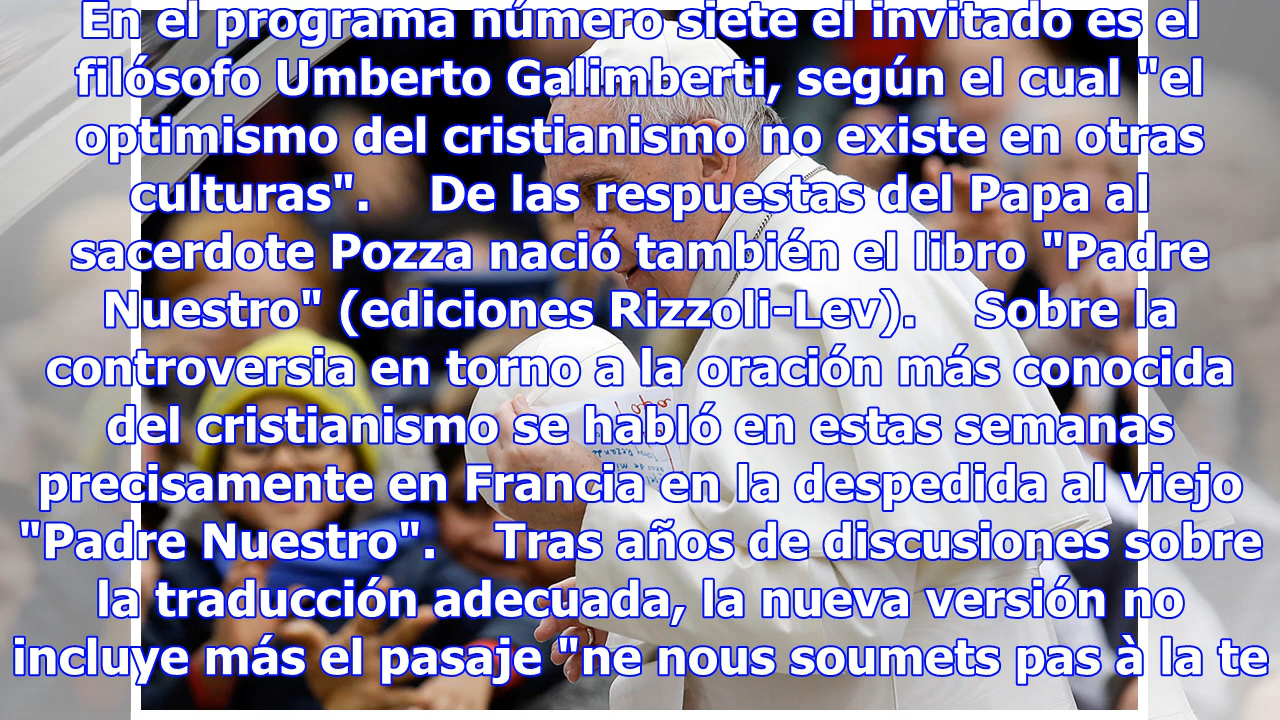 En el programa número siete el invitado es el
filósofo Umberto Galimberti, según el cual "el
optimismo del cristianismo no existe en otras
culturas".    De las respuestas del Papa al
sacerdote Pozza nació también el libro "Padre
Nuestro" (ediciones Rizzoli-Lev).    Sobre la
controversia en torno a la oración más conocida
del cristianismo se habló en estas semanas
precisamente en Francia en la despedida al viejo
"Padre Nuestro".    Tras años de discusiones sobre
la traducción adecuada, la nueva versión no
incluye más el pasaje "ne nous soumets pas à la te